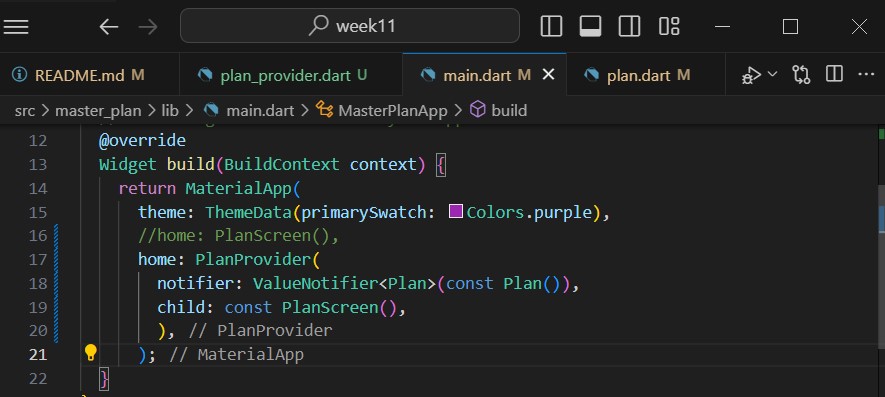 week11
README.md M plan_provider.dart U main.dart M plan.dart M
src > master_plan > lib > main.dart > MasterPlanApp > build
12 @override
13 Widget build(BuildContext context) {
14 return MaterialApp(
15 theme: ThemeData(primarySwatch: Colors.purple),
16 //home: PlanScreen(),
17 home: PlanProvider(
18 notifier: ValueNotifier<Plan>(const Plan()),
19 child: const PlanScreen(),
20 ), // PlanProvider
21 ); // MaterialApp
22 }